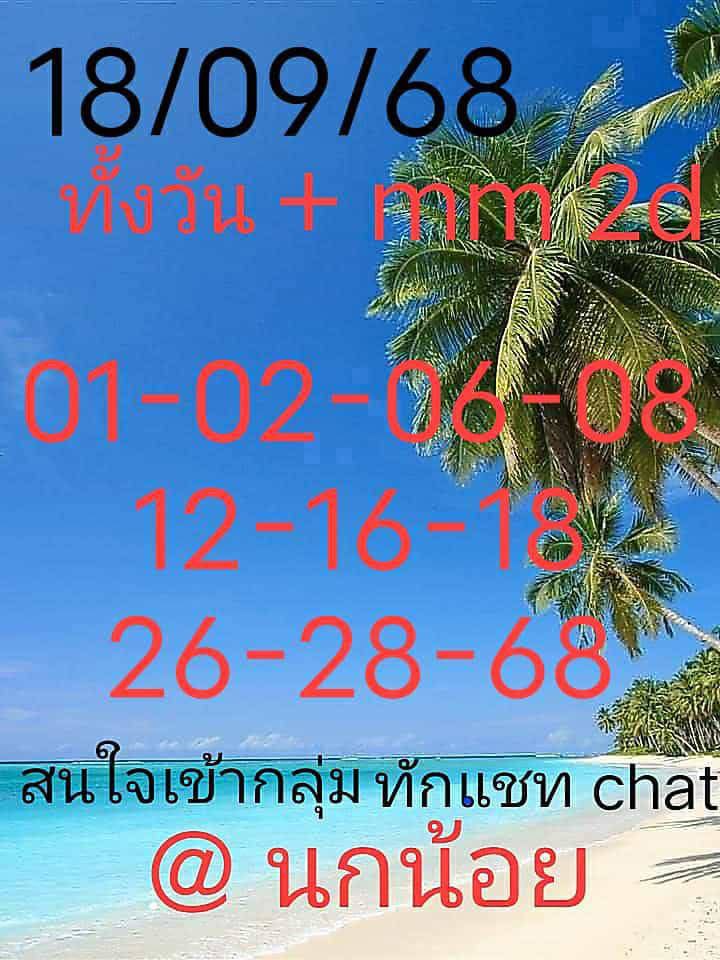 18/09/68
ทั้งวัน + mm 2d
01-02-06-08
12-16-18
26-28-68
สนใจเข้ากลุ่ม ทักแชท chat
@ นกน้อย